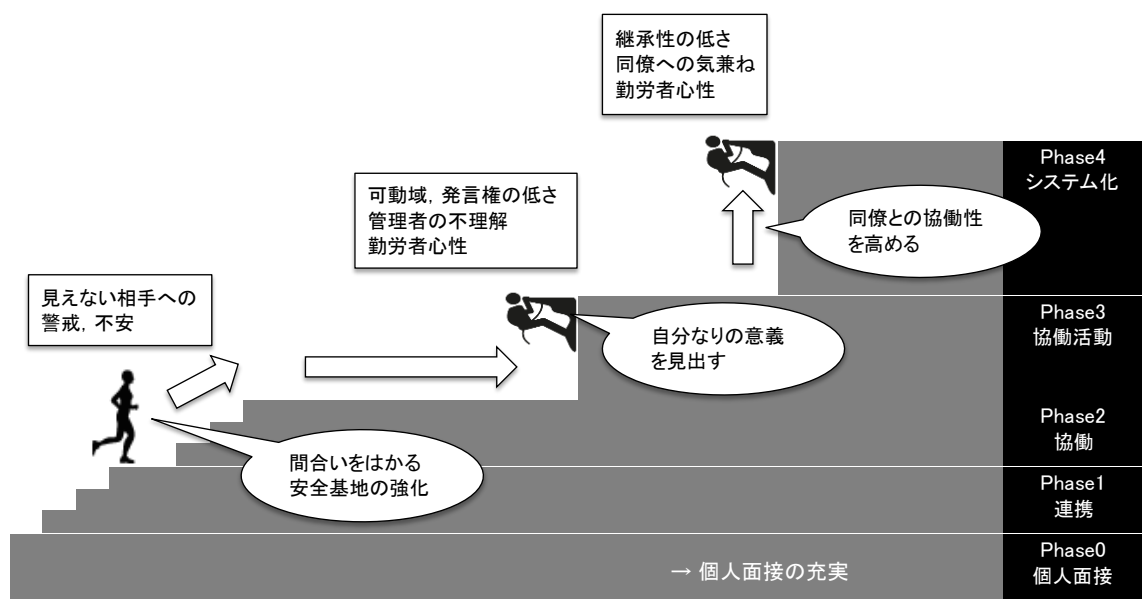 継承性の低さ
同僚への気兼ね
勤労者心性
Phase4
システム化
可動域，発言権の低さ
管理者の不理解
勤労者心性
同僚との協働性
を高める
見えない相手への
警戒，不安
Phase3
協働活動
自分なりの意義
を見出す
Phase2
協働
間合いをはかる
安全基地の強化
Phase1
連携
Phase0
個人面接
→ 個人面接の充実